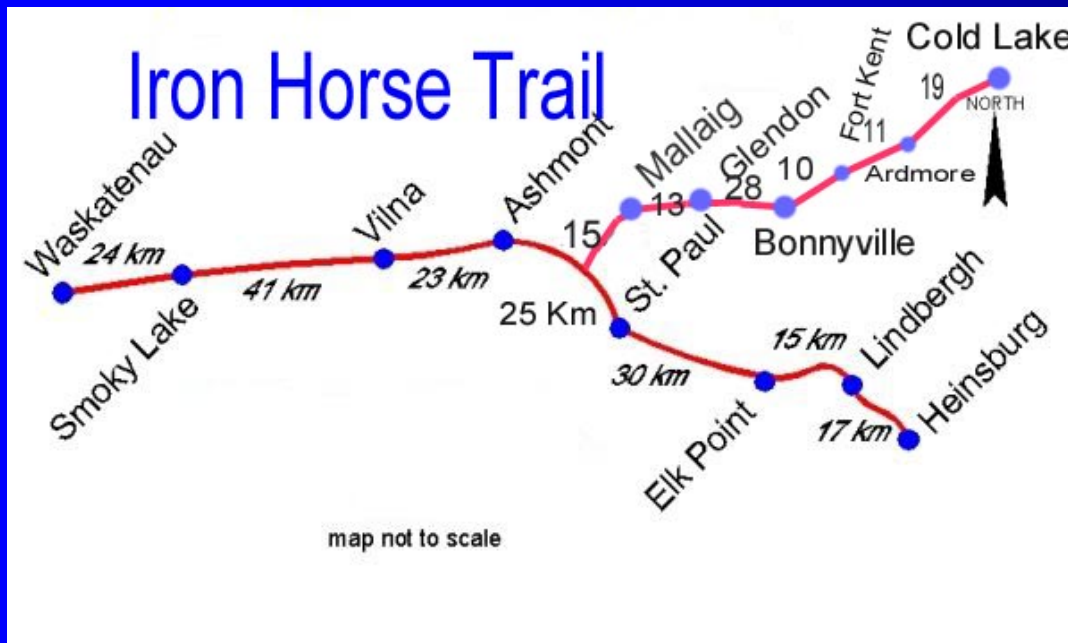 Iron Horse Trail
Cold Lake
NORTH
19
Fort Kent
11
Ardmore
10
Bonnyville
28
Glendon
13
Mallaig
15
Ashmont
Vilna
Waskatenau
24 km
Smoky Lake
41 km
23 km
25 Km
St. Paul
30 km
Elk Point
15 km
Lindbergh
17 km
Heinsburg
map not to scale